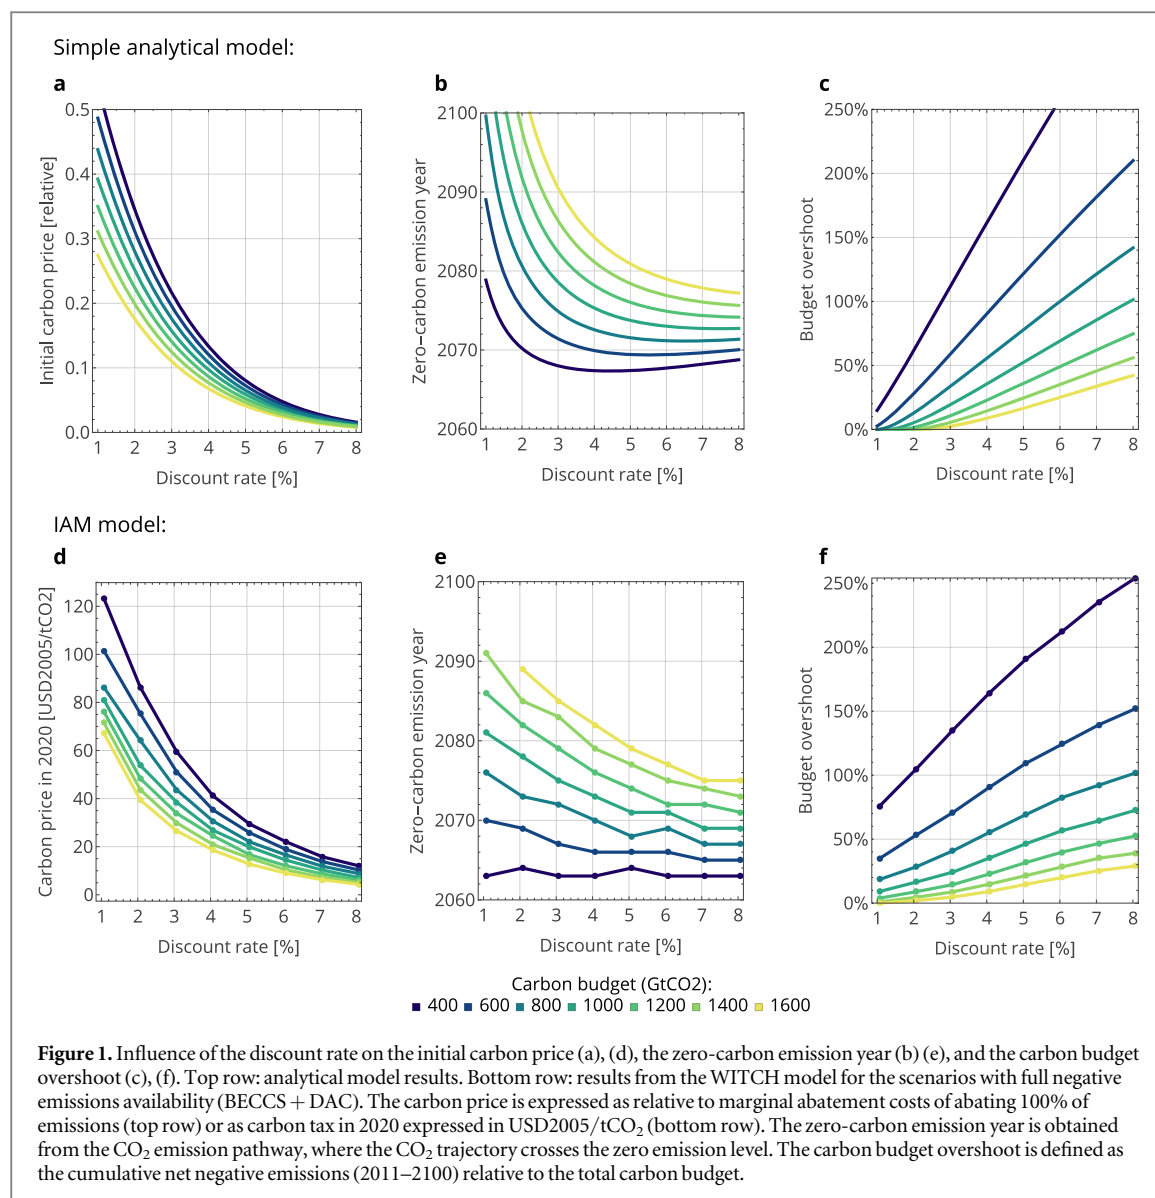 Simple analytical model:
a
b
c
0.5
0.4
0.3
0.2
0.1
0.0
Initial carbon price [relative]
1 2 3 4 5 6 7 8
Discount rate [%]
2100
2090
2080
2070
2060
Zero−carbon emission year
1 2 3 4 5 6 7 8
Discount rate [%]
250%
200%
150%
100%
50%
0%
Budget overshoot
1 2 3 4 5 6 7 8
Discount rate [%]
IAM model:
d
e
f
120
100
80
60
40
20
0
Carbon price in 2020 [USD2005/tCO2]
1 2 3 4 5 6 7 8
Discount rate [%]
2100
2090
2080
2070
2060
Zero−carbon emission year
1 2 3 4 5 6 7 8
Discount rate [%]
250%
200%
150%
100%
50%
0%
Budget overshoot
1 2 3 4 5 6 7 8
Discount rate [%]
Carbon budget (GtCO2):
400 600 800 1000 1200 1400 1600
Figure 1. Influence of the discount rate on the initial carbon price (a), (d), the zero-carbon emission year (b) (e), and the carbon budget
overshoot (c), (f). Top row: analytical model results. Bottom row: results from the WITCH model for the scenarios with full negative
emissions availability (BECCS + DAC). The carbon price is expressed as relative to marginal abatement costs of abating 100% of
emissions (top row) or as carbon tax in 2020 expressed in USD2005/tCO₂ (bottom row). The zero-carbon emission year is obtained
from the CO₂ emission pathway, where the CO₂ trajectory crosses the zero emission level. The carbon budget overshoot is defined as
the cumulative net negative emissions (2011–2100) relative to the total carbon budget.